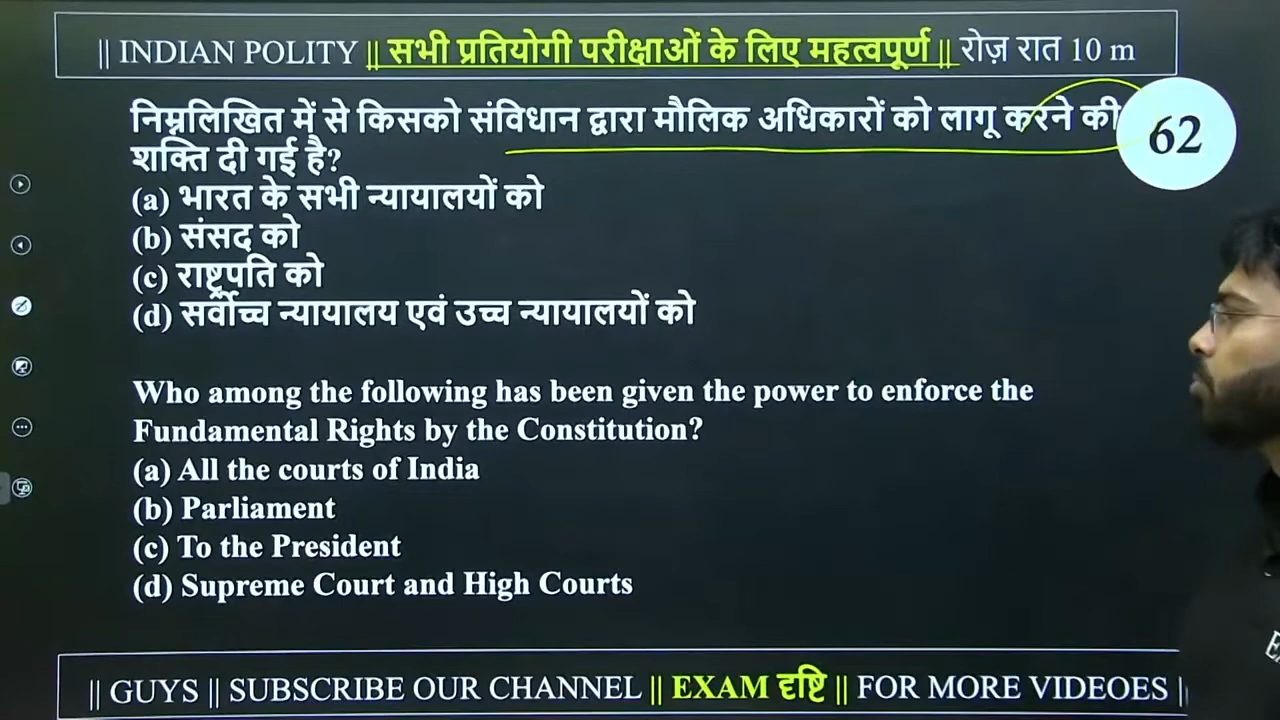 || INDIAN POLITY || सभी प्रतियोगी परीक्षाओं के लिए महत्वपूर्ण || रोज़ रात 10 m
निम्नलिखित में से किसको संविधान द्वारा मौलिक अधिकारों को लागू करने की
62
शक्ति दी गई है?
(a) भारत के सभी न्यायालयों को
(b) संसद को
(c) राष्ट्रपति को
(d) सर्वोच्च न्यायालय एवं उच्च न्यायालयों को
Who among the following has been given the power to enforce the
Fundamental Rights by the Constitution?
(a) All the courts of India
(b) Parliament
(c) To the President
(d) Supreme Court and High Courts
|| GUYS || SUBSCRIBE OUR CHANNEL || EXAM दृष्टि || FOR MORE VIDEOES ||